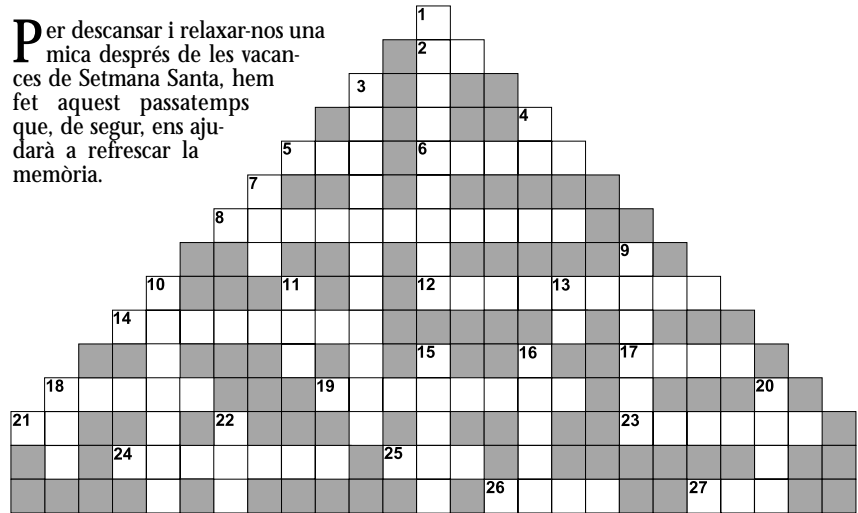 Per descansar i relaxar-nos una
mica després de les vacan-
ces de Setmana Santa, hem
fet aquest passatemps
que, de segur, ens aju-
darà a refrescar la
memòria.
1
2
3
4
5 6
7
8
9
10 11 12 13
14
15 16 17
18 19 20
21 22 23
24 25
26 27